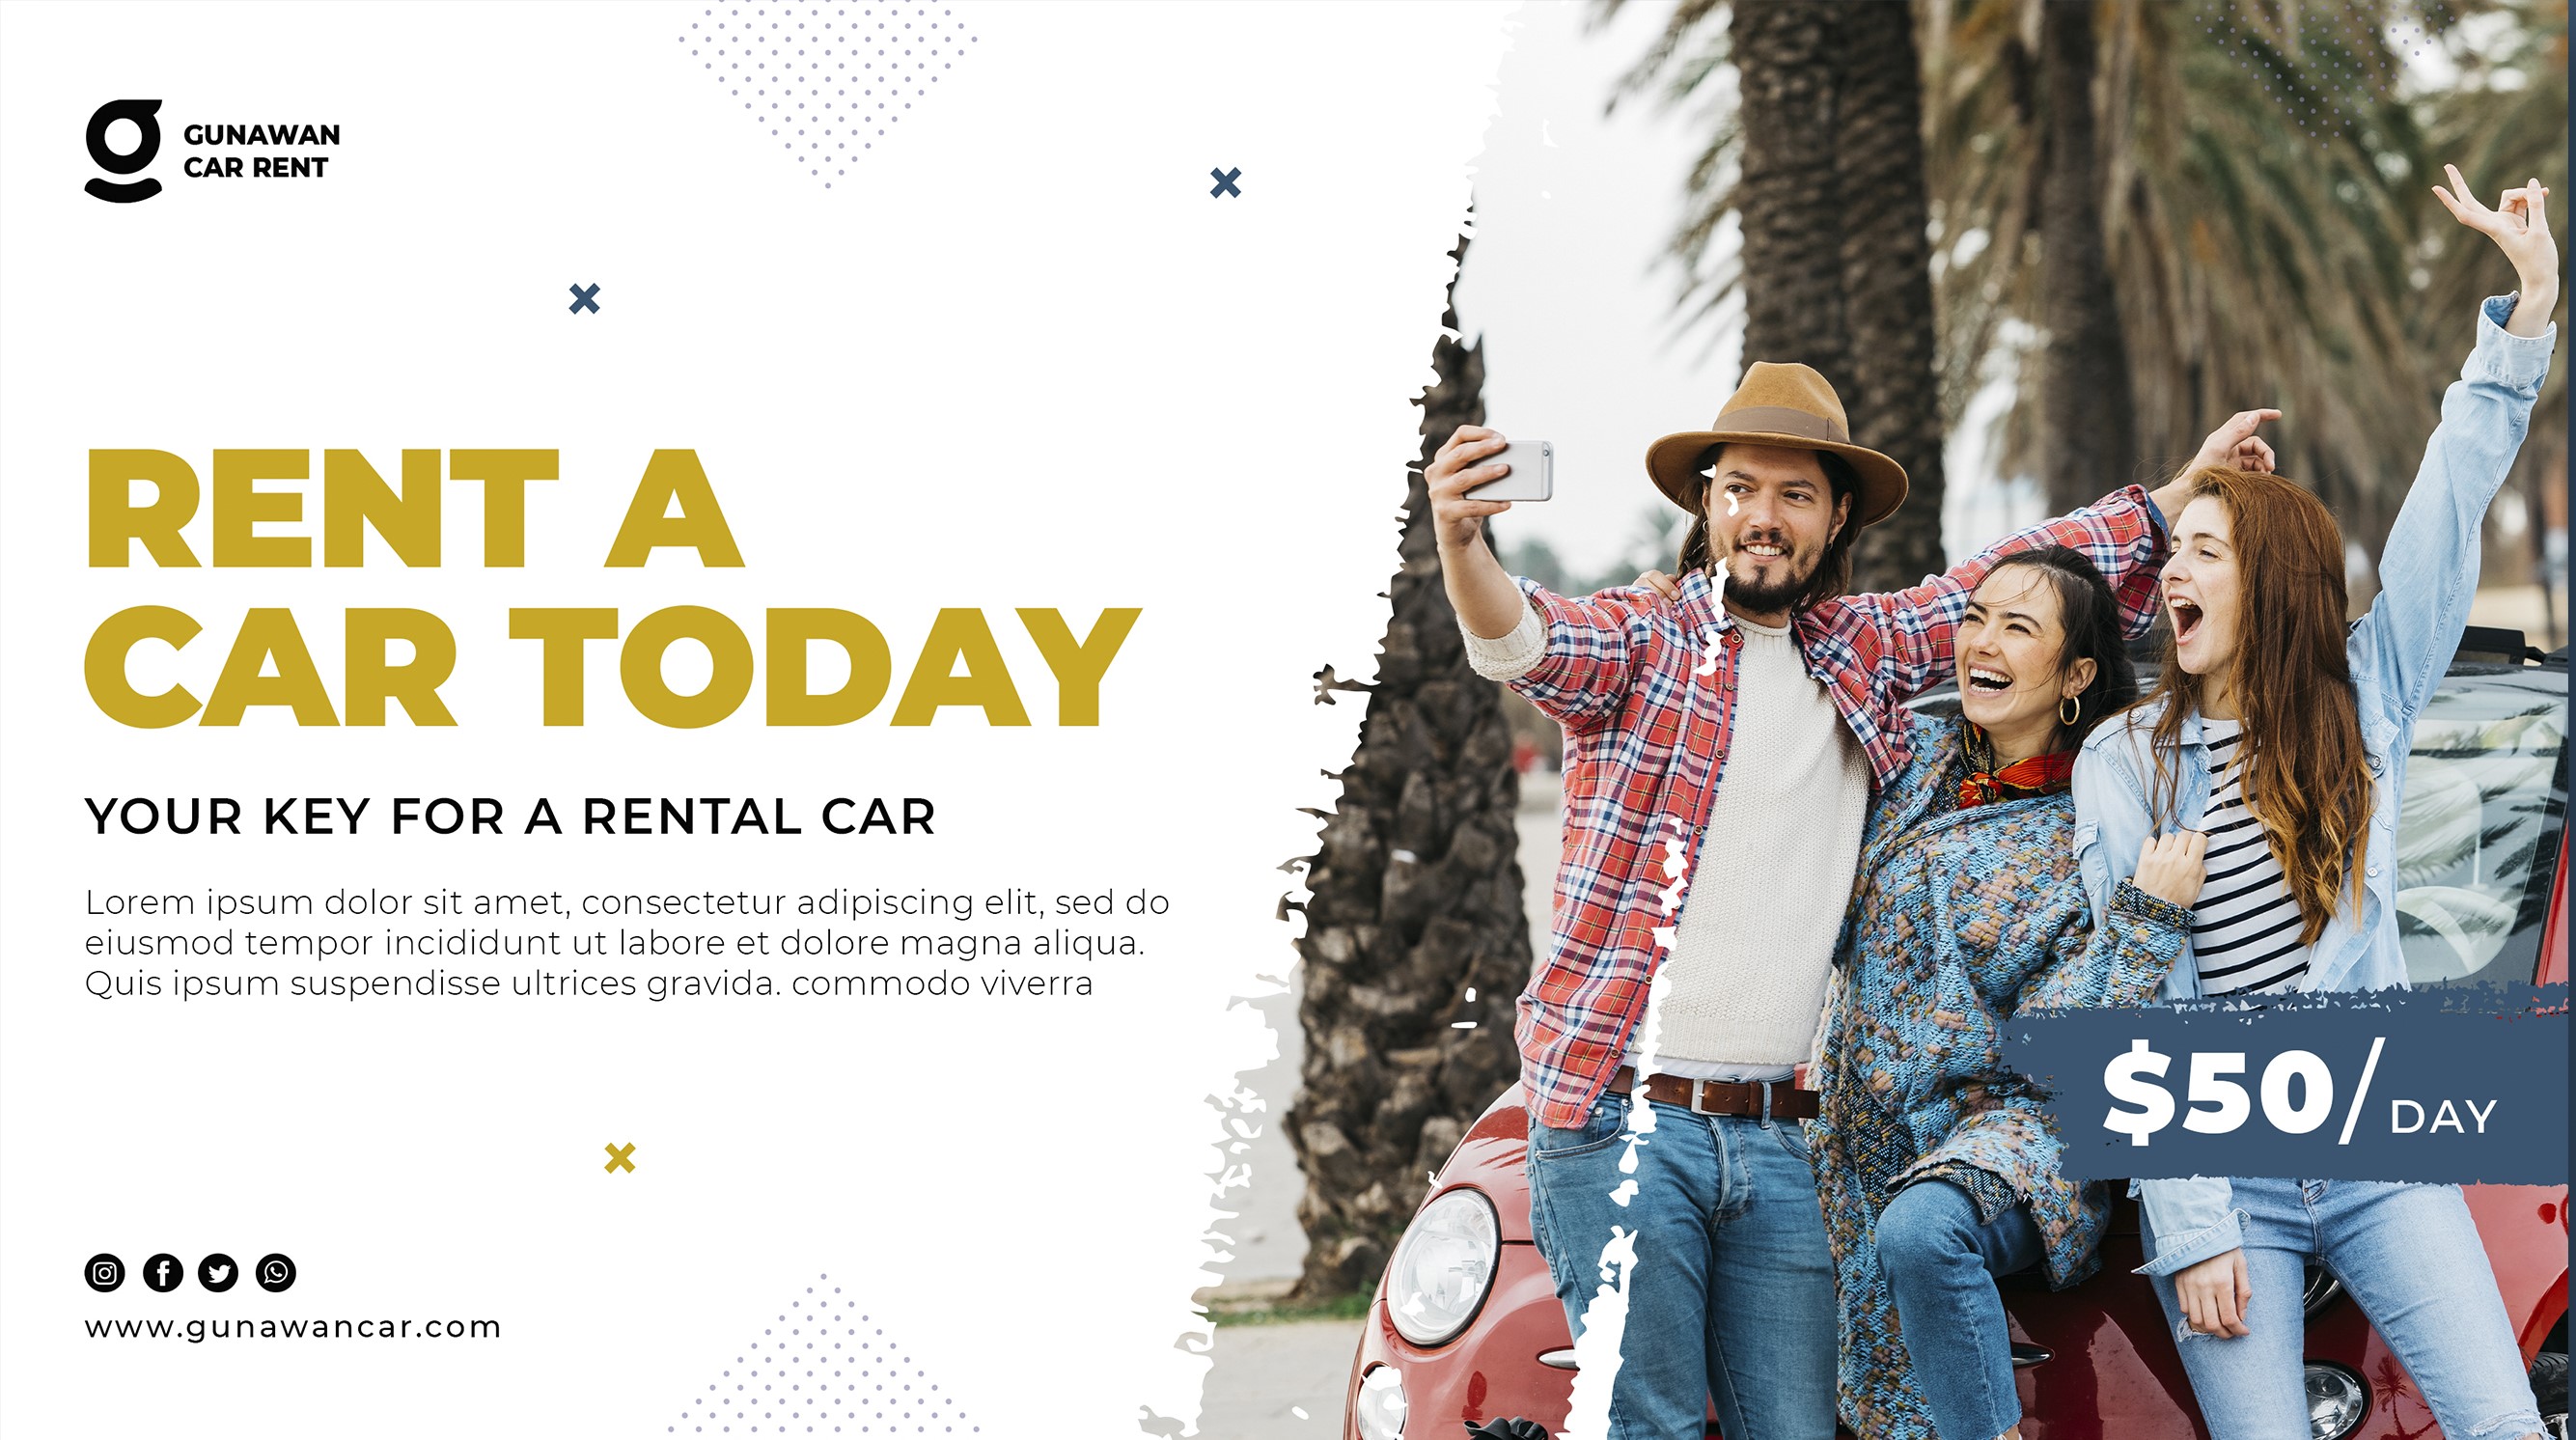 GUNAWAN
CAR RENT
RENT A
CAR TODAY
YOUR KEY FOR A RENTAL CAR
Lorem ipsum dolor sit amet, consectetur adipiscing elit, sed do
eiusmod tempor incididunt ut labore et dolore magna aliqua.
Quis ipsum suspendisse ultrices gravida. commodo viverra
$50/DAY
www.gunawancar.com